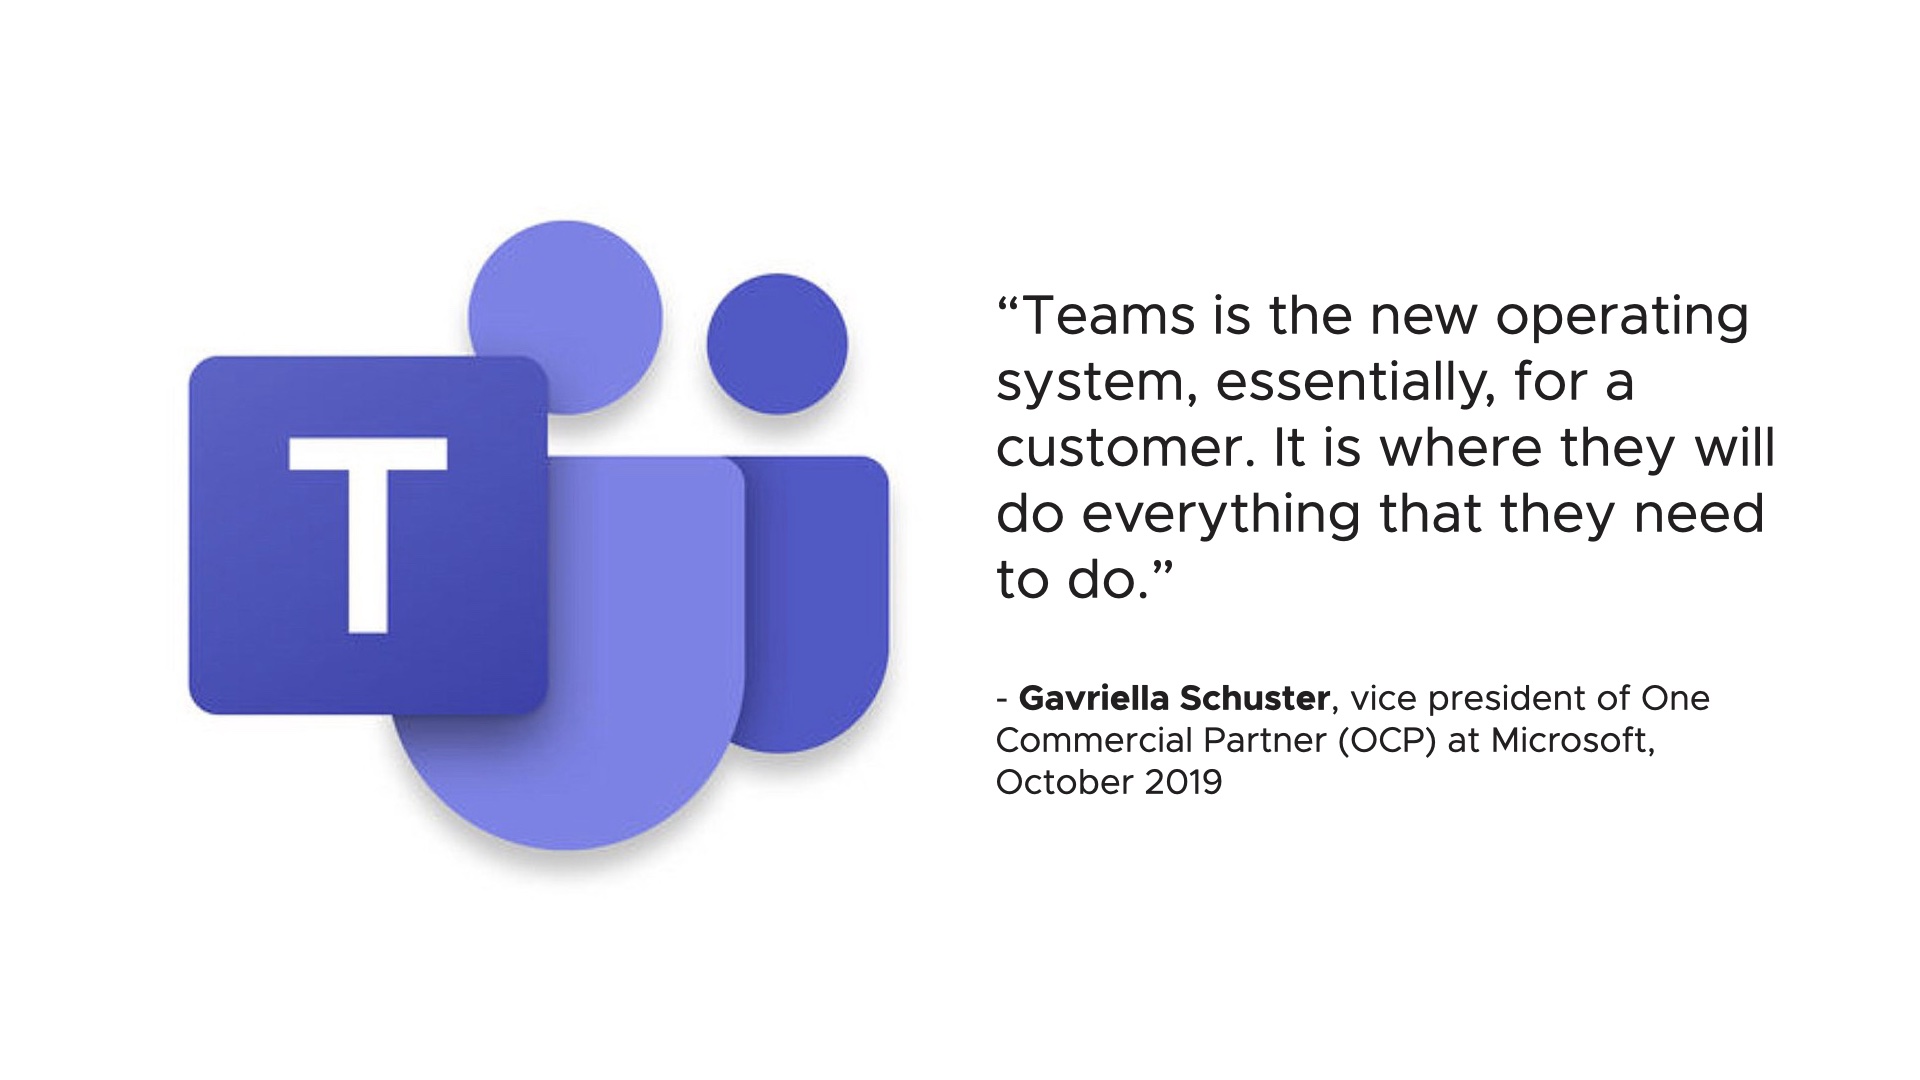 T
“Teams is the new operating
system, essentially, for a
customer. It is where they will
do everything that they need
to do.”
- Gavriella Schuster, vice president of One
Commercial Partner (OCP) at Microsoft,
October 2019